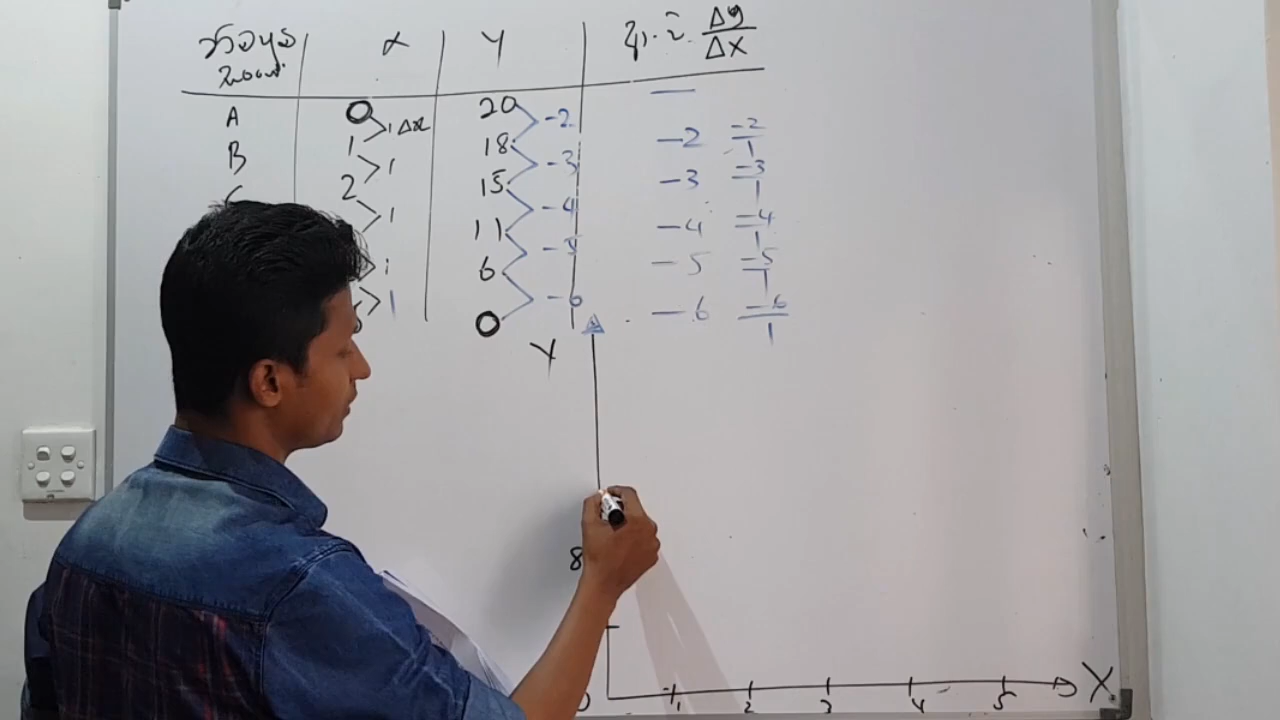 x Y Δy
ΔX
A 0 20 —
1 Δx -2
B 1 18 -2 -2/1
1 -3
2 15 -3 -3/1
1 -4
11 -4 -4/1
1 -5
6 -5 -5/1
1 -6
0 -6 -6/1
Y
8
0 1 2 3 4 5 X